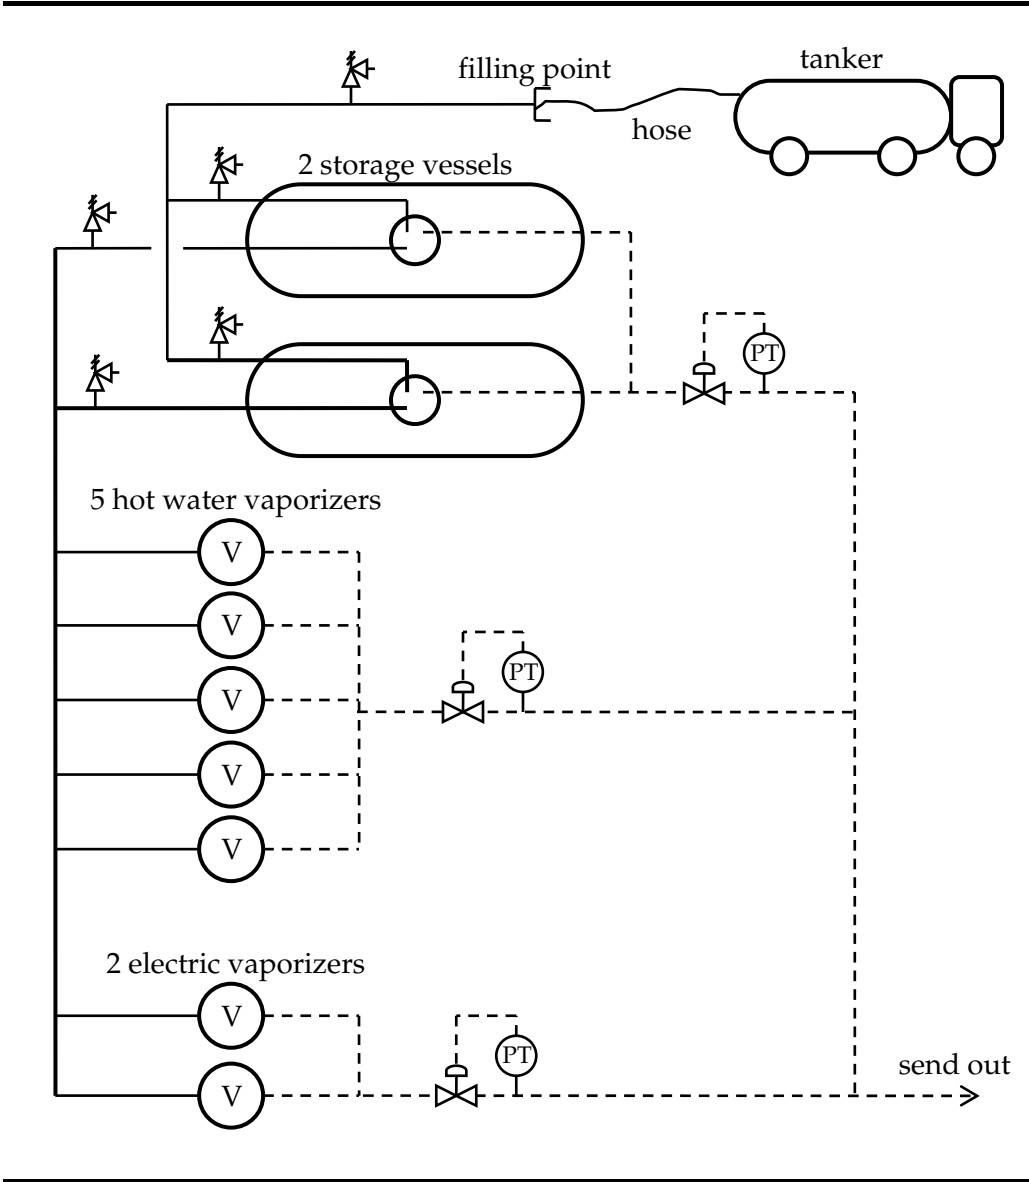 tanker
filling point
hose
2 storage vessels
PT
5 hot water vaporizers
V
V
PT
V
V
V
2 electric vaporizers
V
PT
send out
V